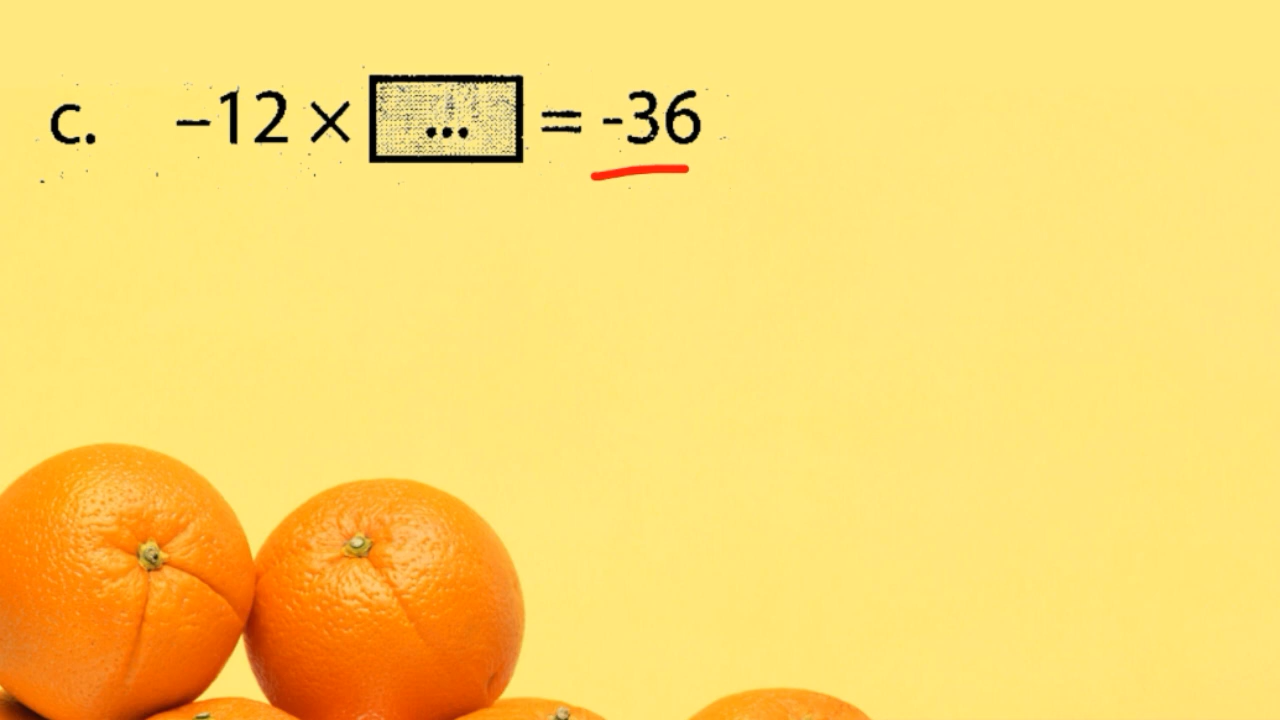 c. –12 × ... = -36